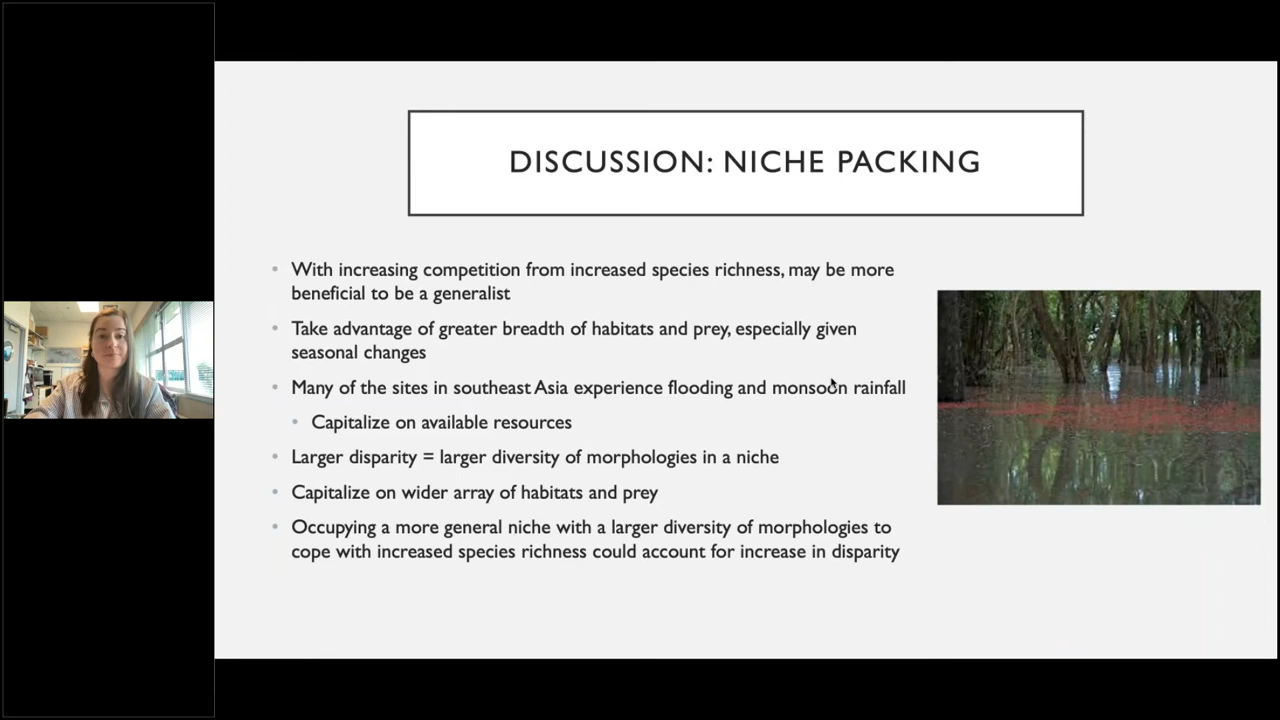 DISCUSSION: NICHE PACKING
• With increasing competition from increased species richness, may be more
beneficial to be a generalist
• Take advantage of greater breadth of habitats and prey, especially given
seasonal changes
• Many of the sites in southeast Asia experience flooding and monsoon rainfall
• Capitalize on available resources
• Larger disparity = larger diversity of morphologies in a niche
• Capitalize on wider array of habitats and prey
• Occupying a more general niche with a larger diversity of morphologies to
cope with increased species richness could account for increase in disparity